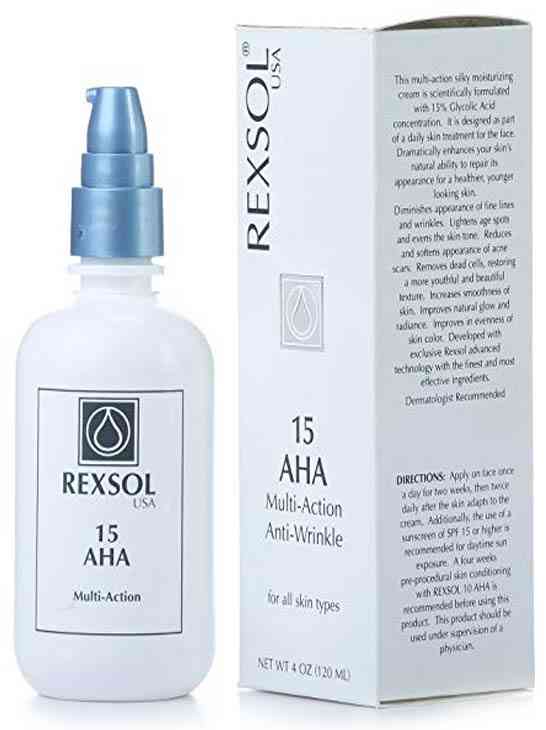 REXSOL
USA
15
AHA
Multi-Action
REXSOL®
USA
15
AHA
Multi-Action
Anti-Wrinkle
for all skin types
NET WT 4 OZ (120 ML)
This multi-action silky moisturizing
cream is scientifically formulated
with 15% Glycolic Acid
concentration. It is designed as part
of a daily skin treatment for the face.
Dramatically enhances your skin's
natural ability to repair its
appearance for a healthier, younger
looking skin.
Diminishes appearance of fine lines
and wrinkles. Lightens age spots
and evens the skin tone. Reduces
and softens appearance of acne
scars. Removes dead cells, restoring
a more youthful and beautiful
texture. Increases smoothness of
skin. Improves natural glow and
radiance. Improves in evenness of
skin color. Developed with
exclusive Rexsol advanced
technology with the finest and most
effective ingredients.
Dermatologist Recommended
DIRECTIONS: Apply on face once
a day for two weeks, then twice
daily after the skin adapts to the
cream. Additionally, the use of a
sunscreen of SPF 15 or higher is
recommended for daytime sun
exposure. A four weeks
pre-procedural skin conditioning
with REXSOL 10 AHA is
recommended before using this
product. This product should be
used under supervision of a
physician.